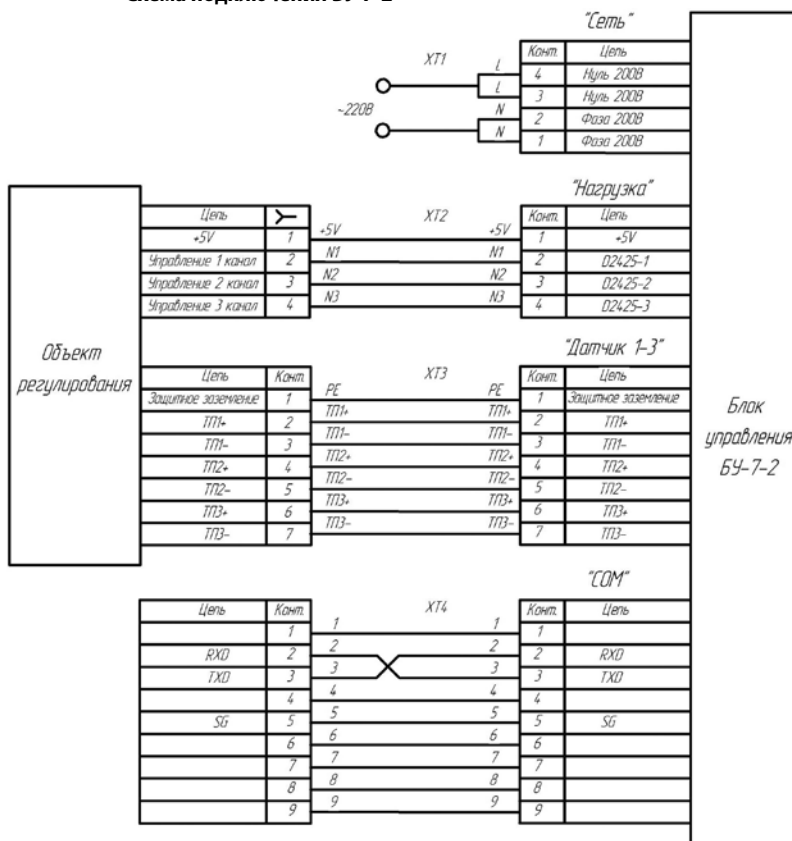 "Сеть"
XT1
Конт. Цепь
L 4 Нуль 200В
L 3 Нуль 200В
~220В
N 2 Фаза 200В
N 1 Фаза 200В
"Нагрузка"
Цепь XT2 Конт. Цепь
+5V 1 +5V +5V 1 +5V
Управление 1 канал 2 N1 N1 2 D2425-1
Управление 2 канал 3 N2 N2 3 D2425-2
Управление 3 канал 4 N3 N3 4 D2425-3
Объект
регулирования
"Датчик 1-3"
Цепь Конт. XT3 Конт. Цепь
Защитное заземление 1 PE PE 1 Защитное заземление
ТП1+ 2 ТП1+ ТП1+ 2 ТП1+
ТП1- 3 ТП1- ТП1- 3 ТП1-
ТП2+ 4 ТП2+ ТП2+ 4 ТП2+
ТП2- 5 ТП2- ТП2- 5 ТП2-
ТП3+ 6 ТП3+ ТП3+ 6 ТП3+
ТП3- 7 ТП3- ТП3- 7 ТП3-
Блок
управления
БУ-7-2
"COM"
Цепь Конт. XT4 Конт. Цепь
1 1 1 1
RXD 2 2 2 2 RXD
TXD 3 3 3 3 TXD
4 4 4 4
SG 5 5 5 5 SG
6 6 6 6
7 7 7 7
8 8 8 8
9 9 9 9